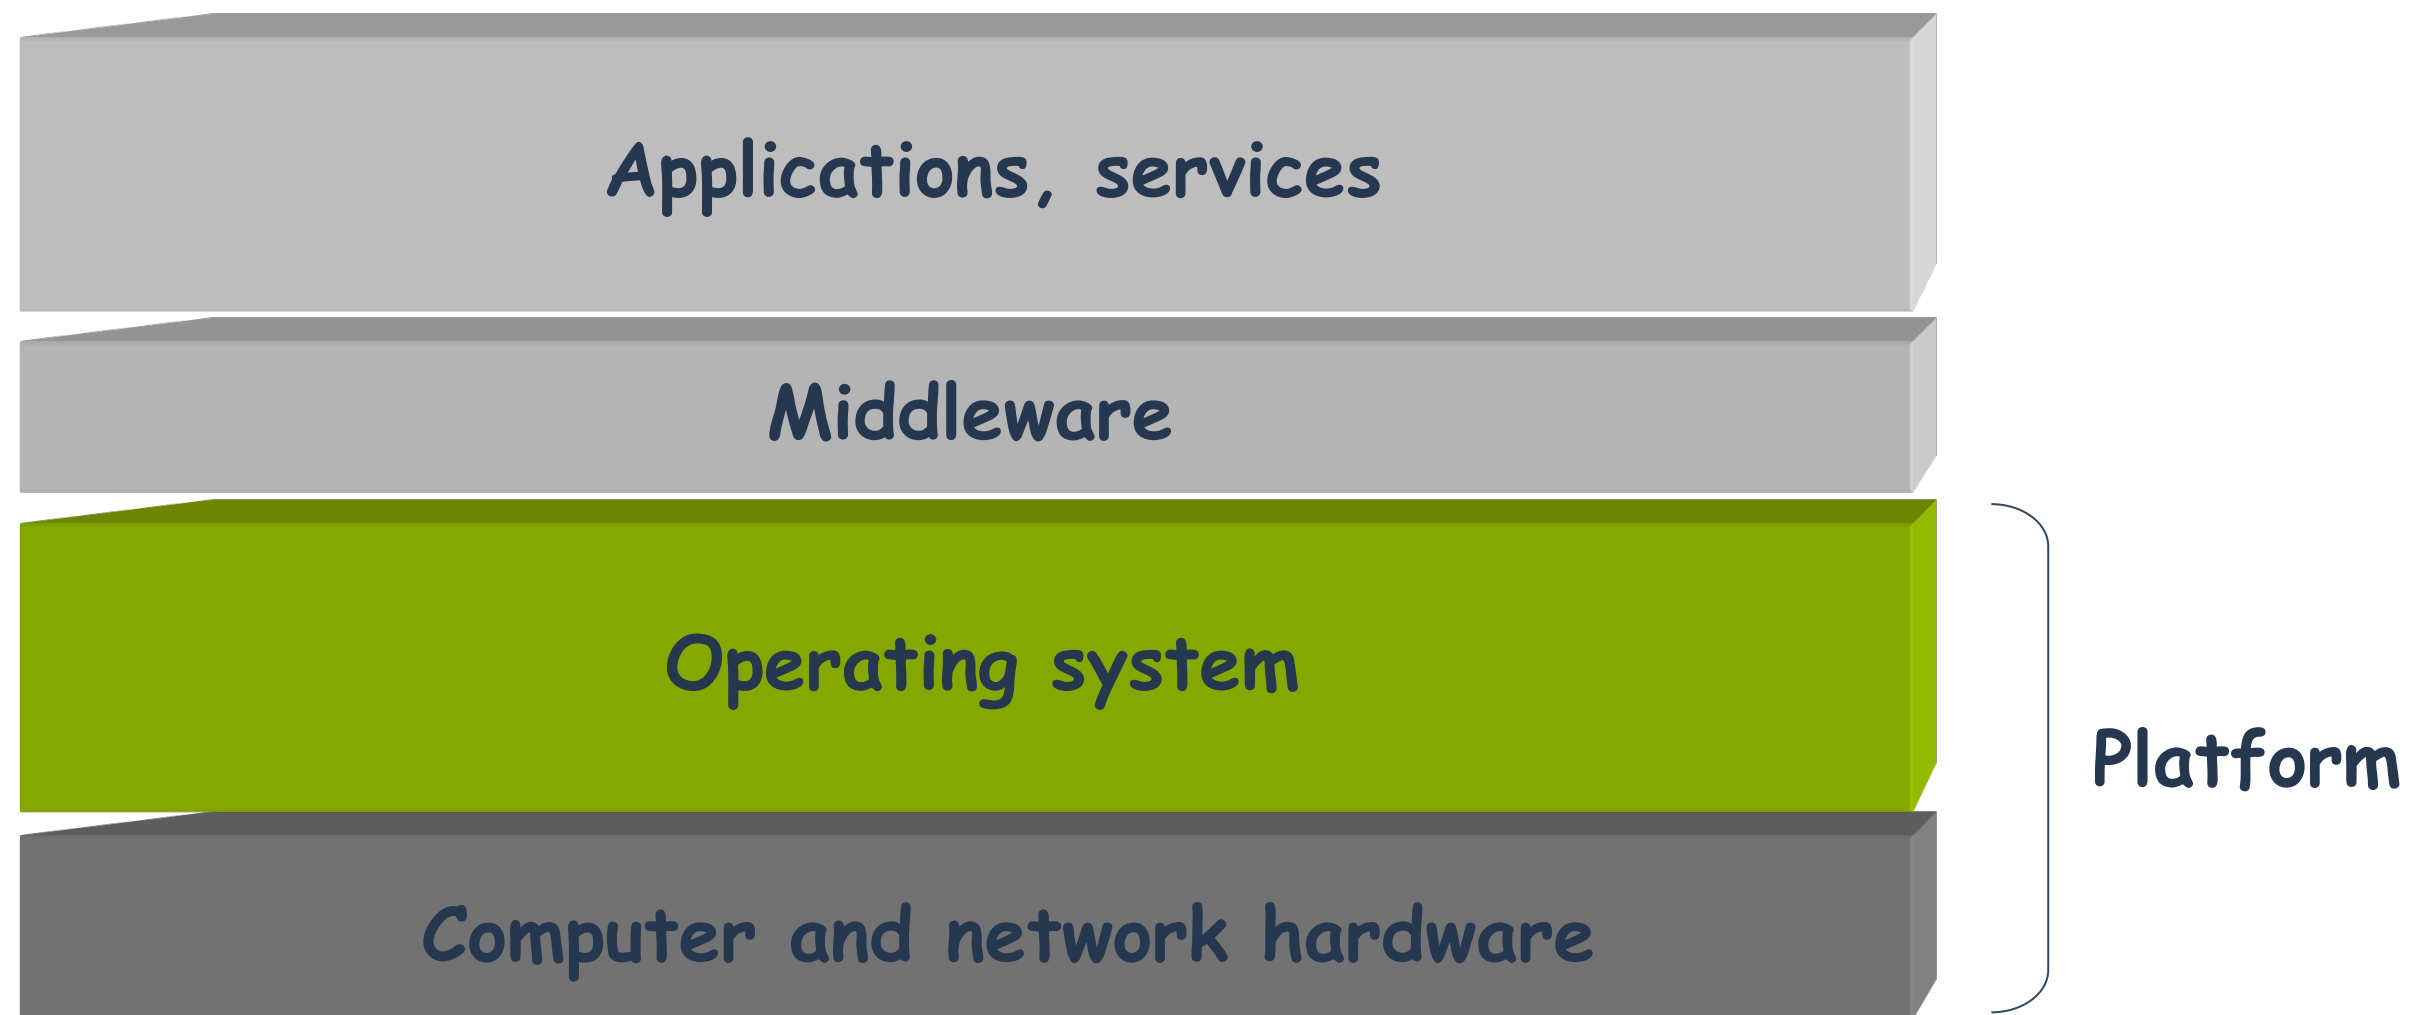 Applications, services
Middleware
Operating system
Platform
Computer and network hardware